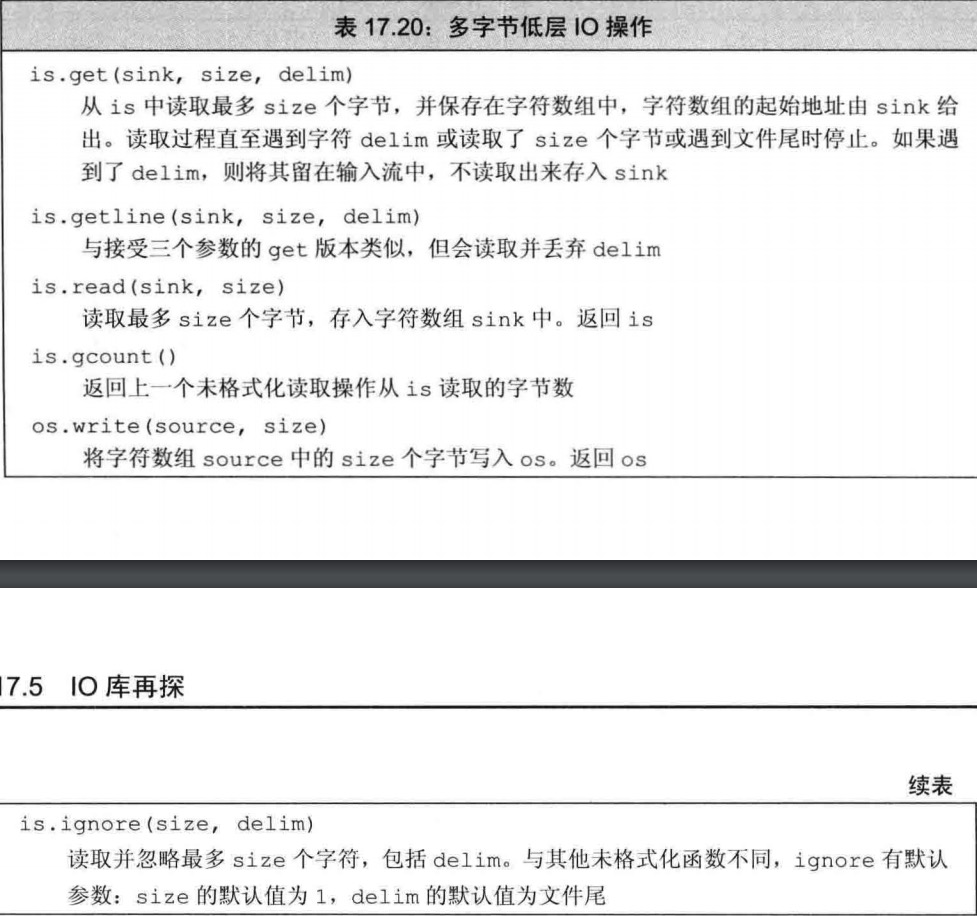 表 17.20：多字节低层 IO 操作
is.get(sink, size, delim)
从 is 中读取最多 size 个字节，并保存在字符数组中，字符数组的起始地址由 sink 给
出。读取过程直至遇到字符 delim 或读取了 size 个字节或遇到文件尾时停止。如果遇
到了 delim，则将其留在输入流中，不读取出来存入 sink
is.getline(sink, size, delim)
与接受三个参数的 get 版本类似，但会读取并丢弃 delim
is.read(sink, size)
读取最多 size 个字节，存入字符数组 sink 中。返回 is
is.gcount()
返回上一个未格式化读取操作从 is 读取的字节数
os.write(source, size)
将字符数组 source 中的 size 个字节写入 os。返回 os
17.5 IO 库再探
续表
is.ignore(size, delim)
读取并忽略最多 size 个字符，包括 delim。与其他未格式化函数不同，ignore 有默认
参数：size 的默认值为 1，delim 的默认值为文件尾